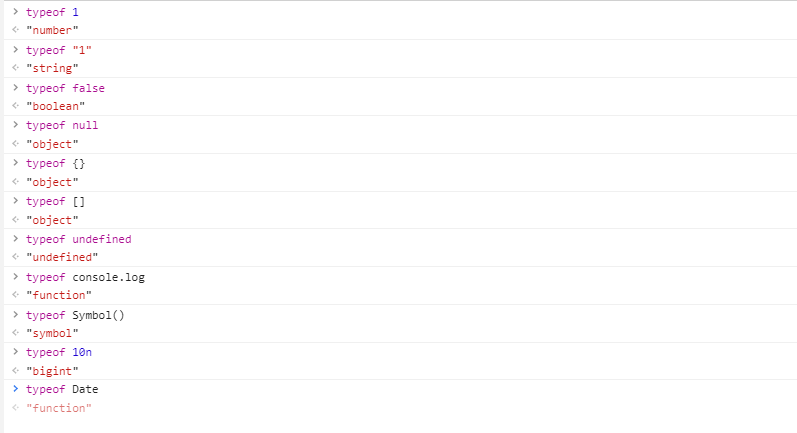 typeof 1
"number"
typeof "1"
"string"
typeof false
"boolean"
typeof null
"object"
typeof {}
"object"
typeof []
"object"
typeof undefined
"undefined"
typeof console.log
"function"
typeof Symbol()
"symbol"
typeof 10n
"bigint"
typeof Date
"function"